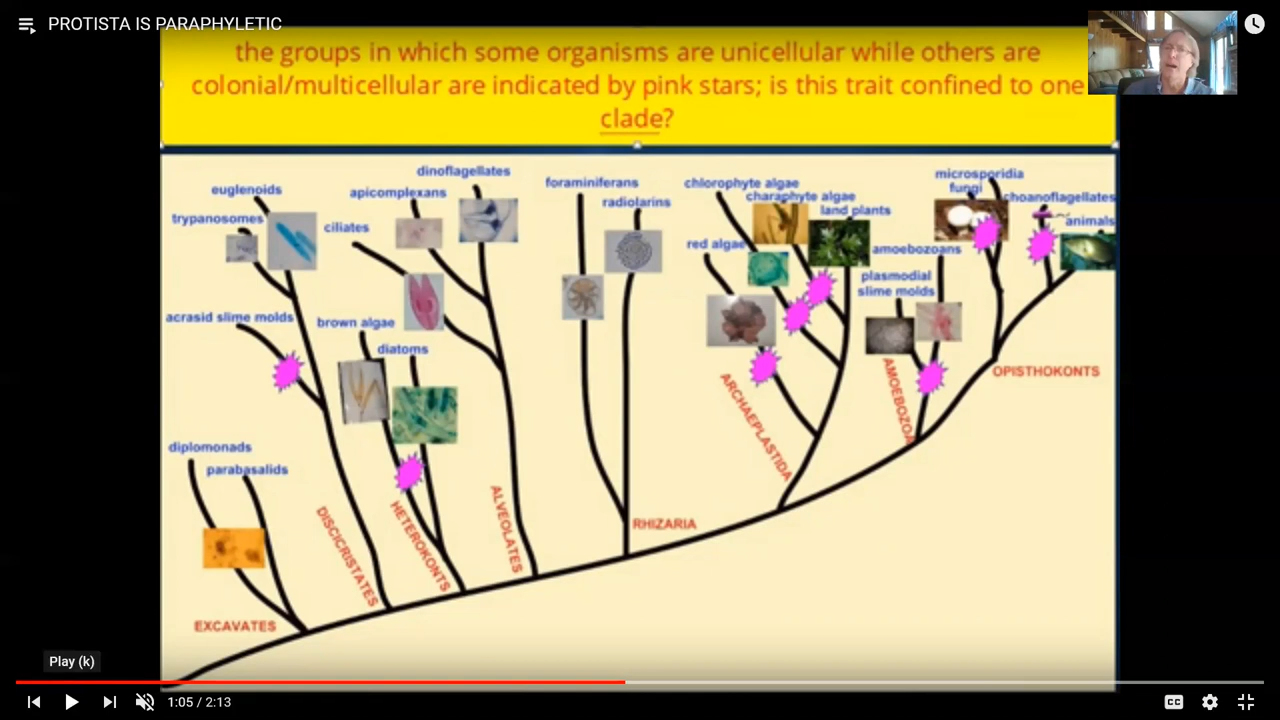 PROTISTA IS PARAPHYLETIC
the groups in which some organisms are unicellular while others are
colonial/multicellular are indicated by pink stars; is this trait confined to one
clade?
dinoflagellates
euglenoids
apicomplexans
trypanosomes
ciliates
foraminiferans
radiolarins
chlorophyte algae
charaphyte algae
land plants
red algae
microsporidia
fungi
choanoflagellates
animals
amoebozoans
plasmodial
slime molds
acrasid slime molds
brown algae
diatoms
diplomonads
parabasalids
EXCAVATES
DISCICRISTATES
HETEROKONTS
ALVEOLATES
RHIZARIA
ARCHAEPLASTIDA
AMOEBOZOA
OPISTHOKONTS
Play (k)
1:05 / 2:13
CC